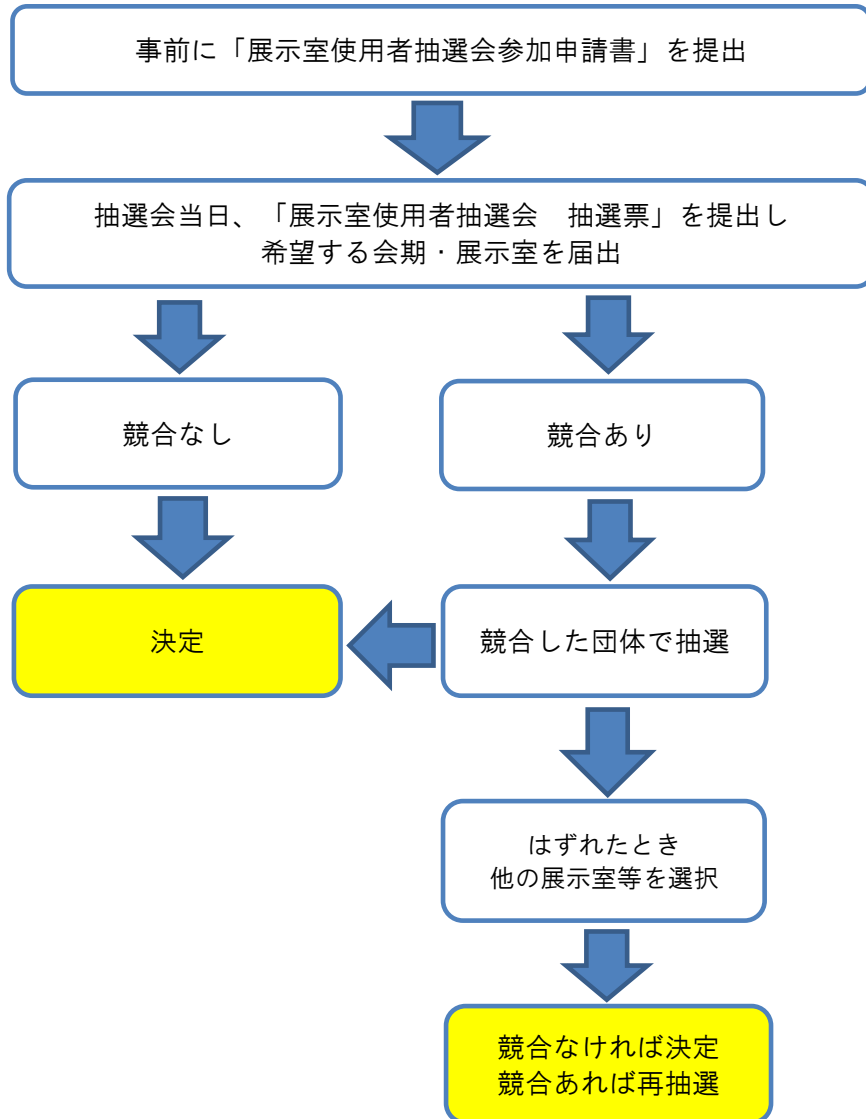 事前に「展示室使用者抽選会参加申請書」を提出
抽選会当日、「展示室使用者抽選会　抽選票」を提出し
希望する会期・展示室を届出
競合なし
競合あり
決定
競合した団体で抽選
はずれたとき
他の展示室等を選択
競合なければ決定
競合あれば再抽選